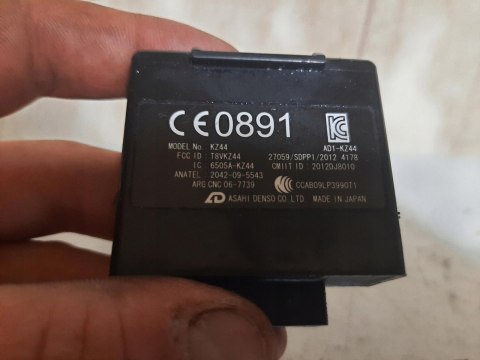 CE0891
AD1-KZ44
MODEL No. KZ44
FCC ID : T8VKZ44
27059/SDPPI/2012 4178
IC : 6505A-KZ44
CMIIT ID : 2012DJ8010
ANATEL : 2042-09-5543
ARG CNC 06-7739
CCAB09LP3990T1
ASAHI DENSO CO LTD MADE IN JAPAN